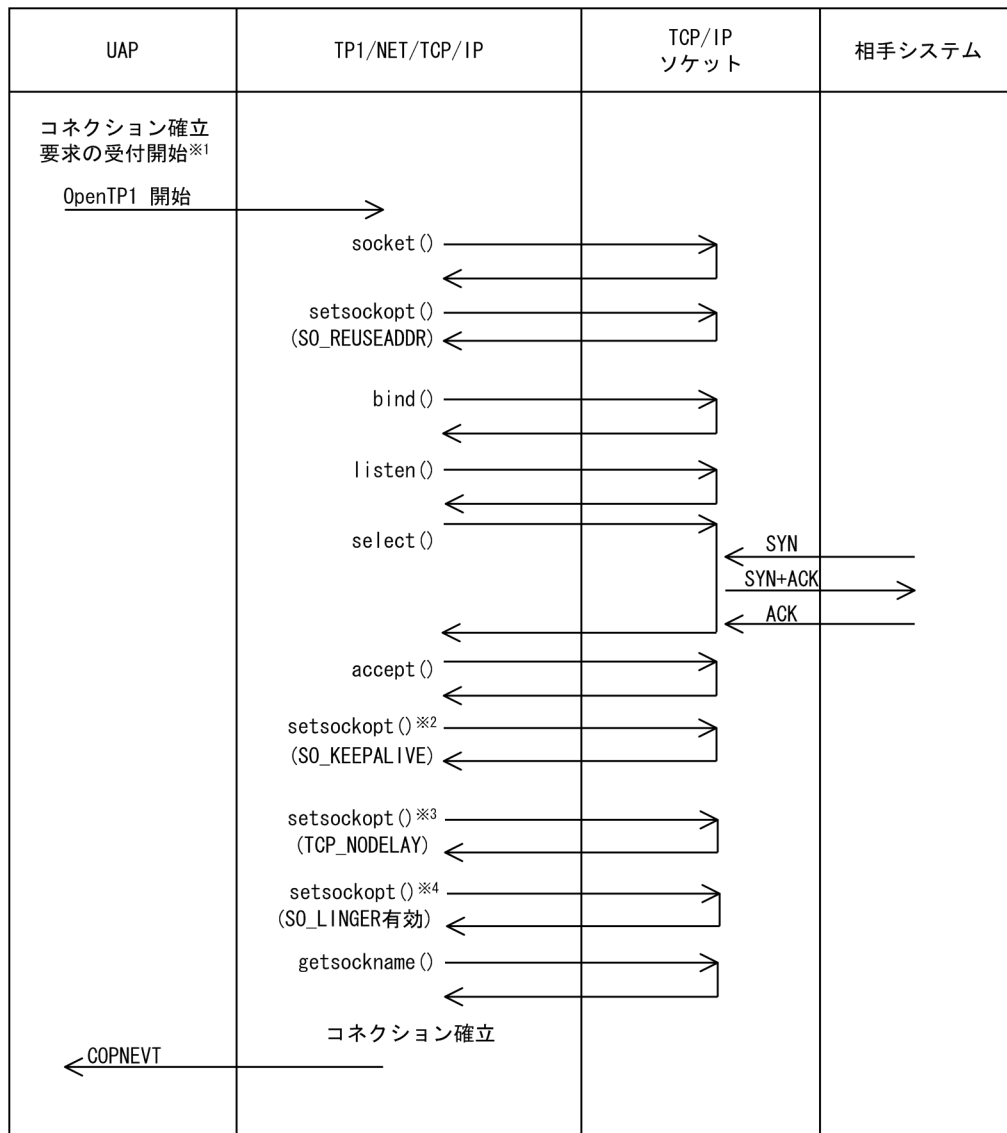 UAP
TP1/NET/TCP/IP
TCP/IP
ソケット
相手システム
コネクション確立
要求の受付開始※1
OpenTP1 開始
socket()
setsockopt()
(SO_REUSEADDR)
bind()
listen()
select()
SYN
SYN+ACK
ACK
accept()
setsockopt()※2
(SO_KEEPALIVE)
setsockopt()※3
(TCP_NODELAY)
setsockopt()※4
(SO_LINGER有効)
getsockname()
コネクション確立
COPNEVT